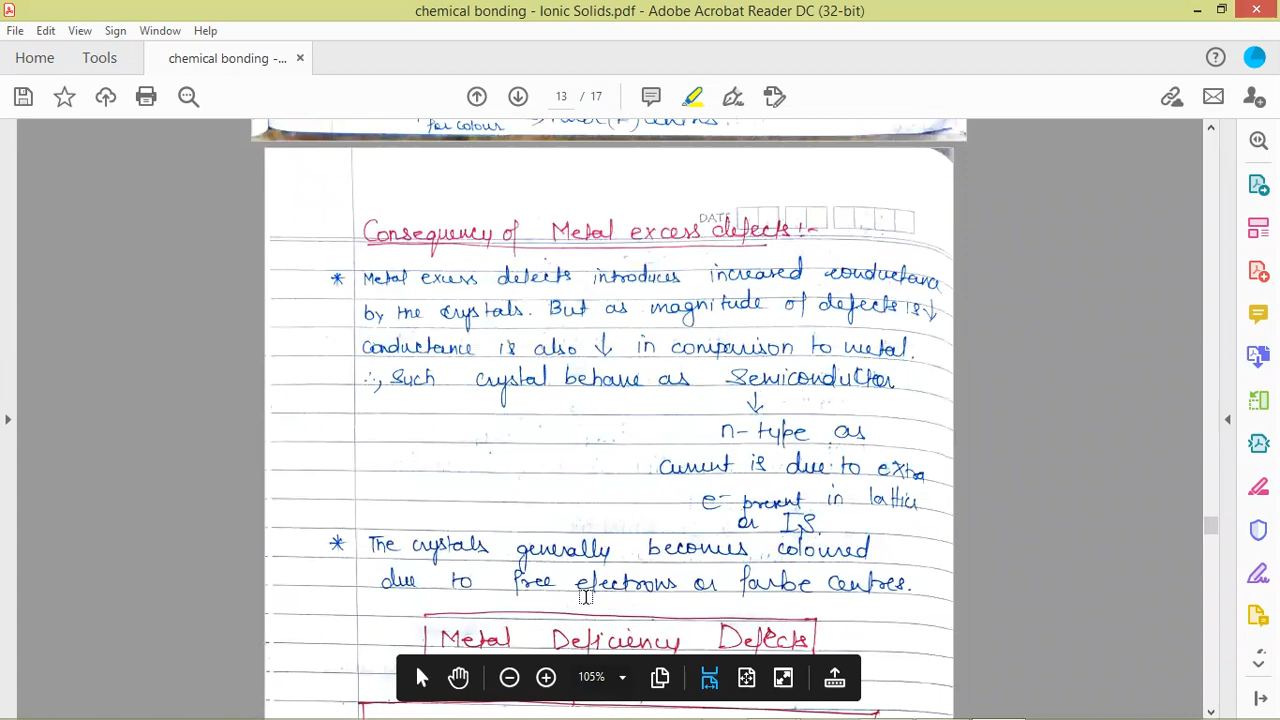 chemical bonding - Ionic Solids.pdf - Adobe Acrobat Reader DC (32-bit)
File Edit View Sign Window Help
Home Tools chemical bonding -... ×
13 / 17
for colour
DATE
Consequency of Metal excess defects :-
* Metal excess defects introduces increased conductance
by the crystals. But as magnitude of defects is ↓
conductance is also ↓ in comparison to metal.
∴, Such crystal behave as Semiconductor
↓
n-type as
current is due to extra
e- present in lattice
or I.S.
* The crystals generally becomes coloured
due to free electrons or farbe centres.
Metal Deficiency Defects
105%